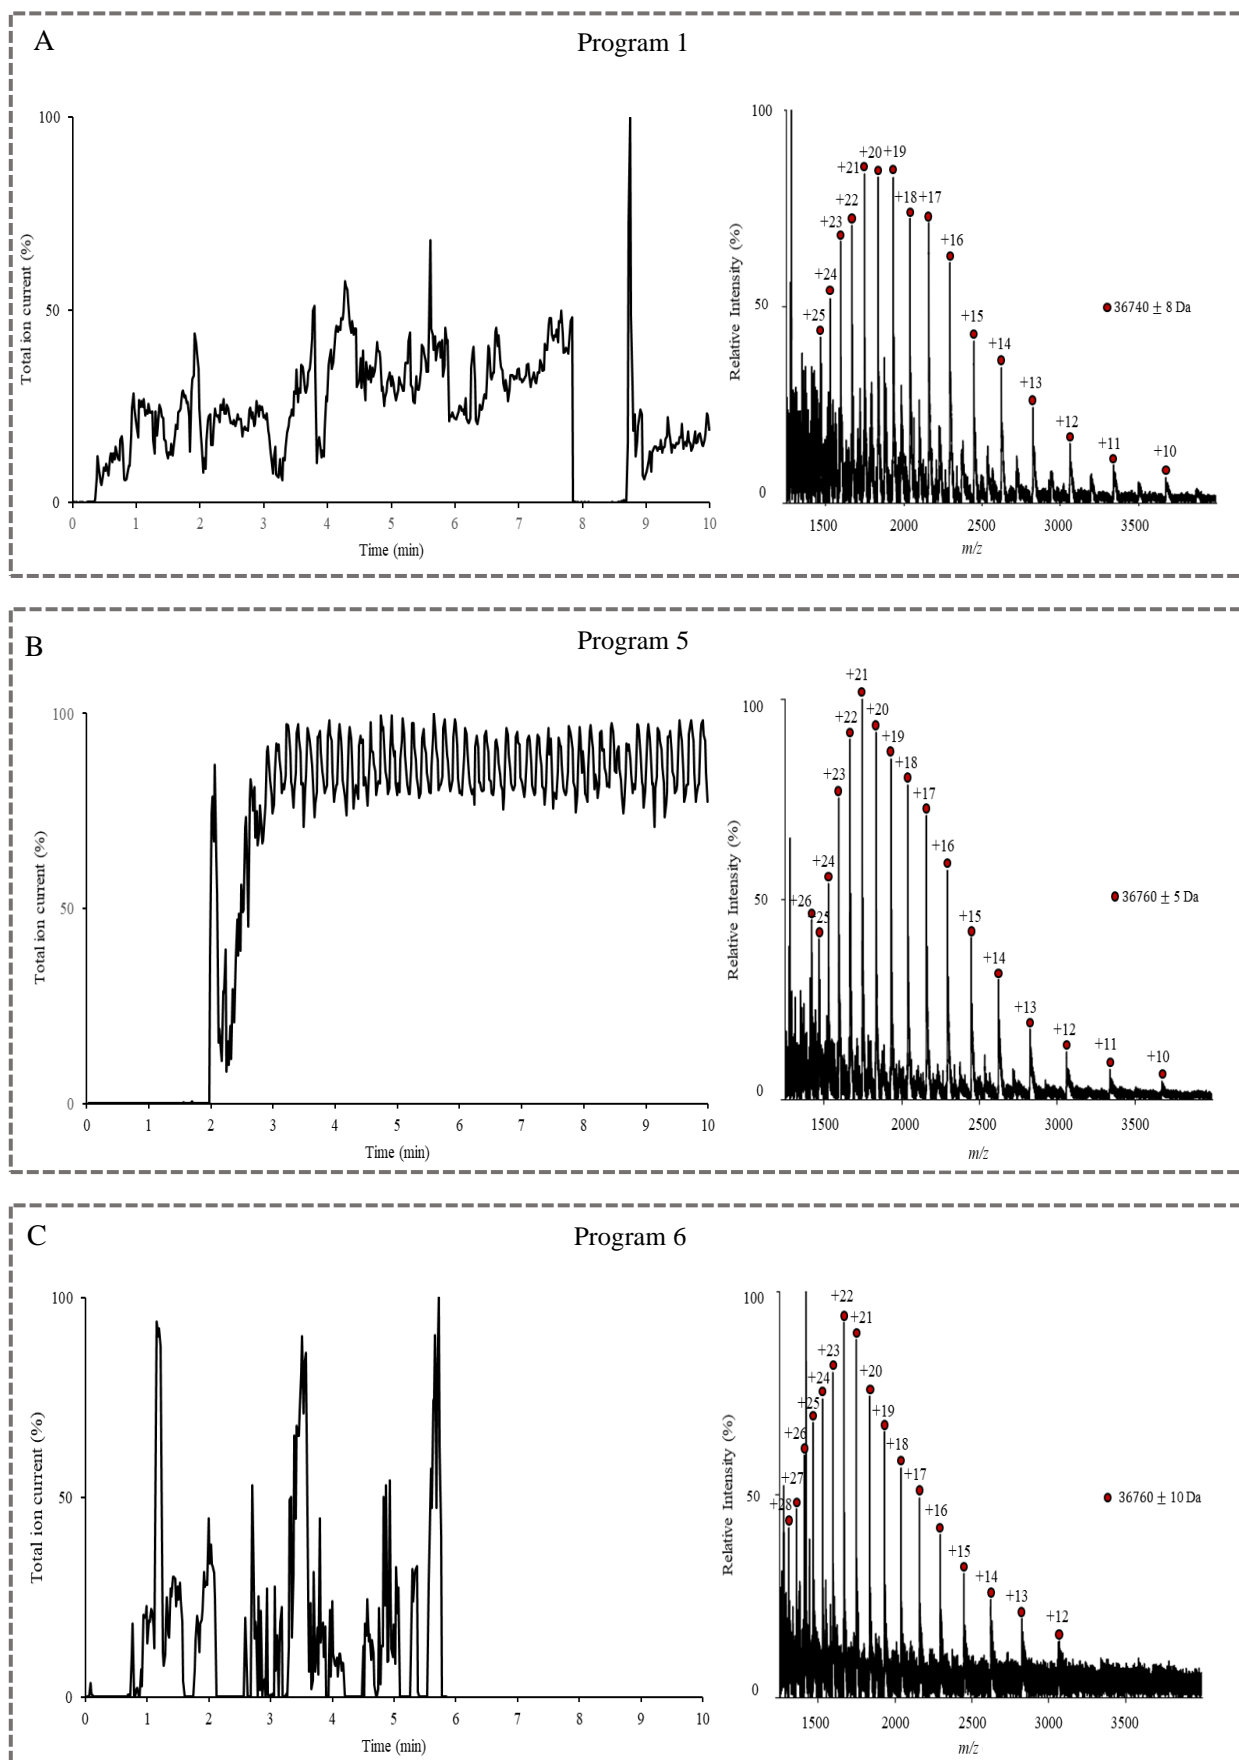 A
Program 1
100
50
0
Total ion current (%)
0 1 2 3 4 5 6 7 8 9 10
Time (min)
100
50
0
Relative Intensity (%)
+25
+24
+23
+22
+21
+20
+19
+18
+17
+16
+15
+14
+13
+12
+11
+10
36740 ± 8 Da
1500 2000 2500 3000 3500
m/z
B
Program 5
100
50
0
Total ion current (%)
0 1 2 3 4 5 6 7 8 9 10
Time (min)
100
50
0
Relative Intensity (%)
+26
25
+24
+23
+22
+21
+20
+19
+18
+17
+16
+15
+14
+13
+12
+11
+10
36760 ± 5 Da
1500 2000 2500 3000 3500
m/z
C
Program 6
100
50
0
Total ion current (%)
0 1 2 3 4 5 6 7 8 9 10
Time (min)
100
50
0
Relative Intensity (%)
+28
+27
+26
+25
+24
+23
+22
+21
+20
+19
+18
+17
+16
+15
+14
+13
+12
36760 ± 10 Da
1500 2000 2500 3000 3500
m/z